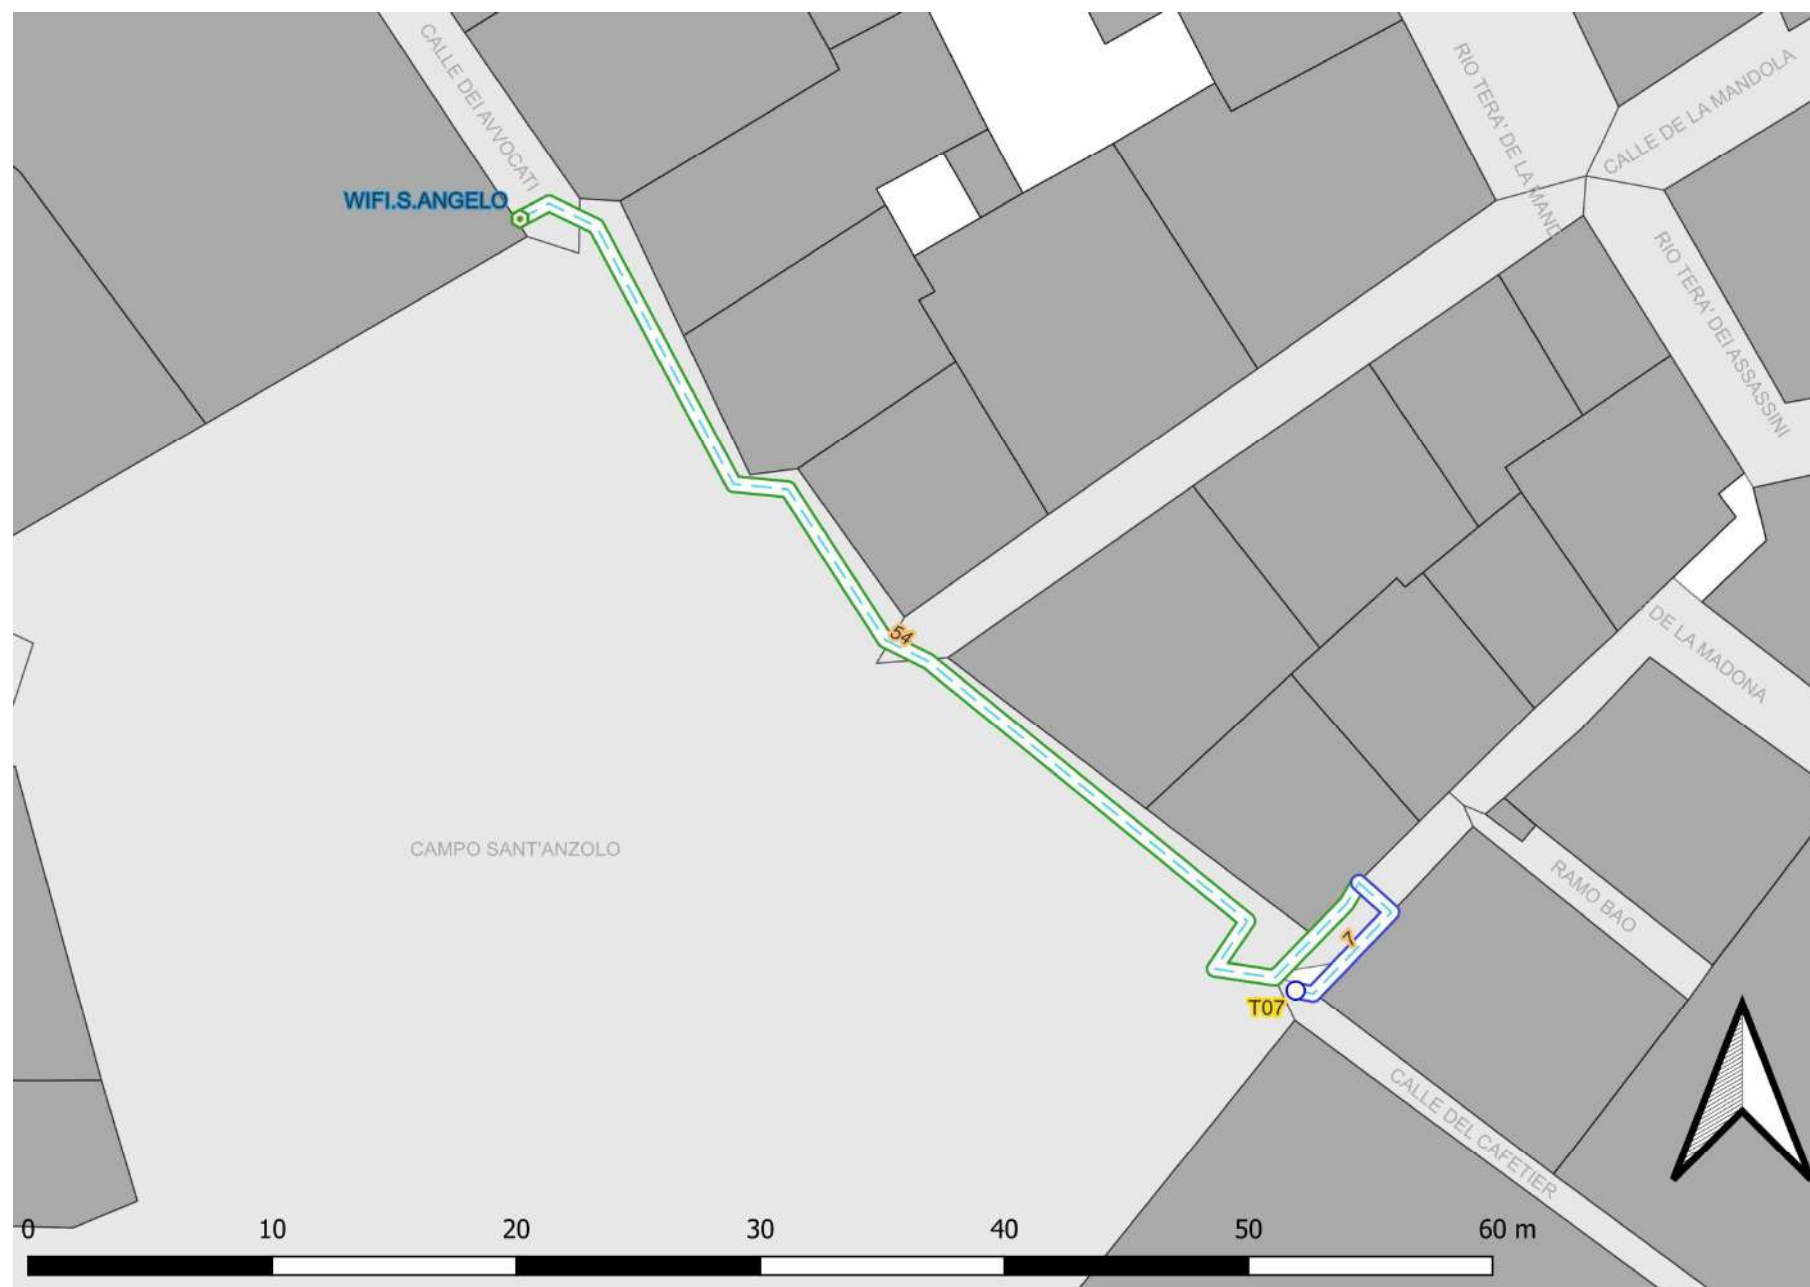 CALLE DEI AVVOCATI
RIO TERA' DE LA MAND
CALLE DE LA MANDOLA
WIFI.S.ANGELO
RIO TERA' DEI ASSASSINI
54
DE LA MADONA
CAMPO SANT'ANZOLO
RAMO BAO
7
T07
CALLE DEL CAFETIER
0 10 20 30 40 50 60 m